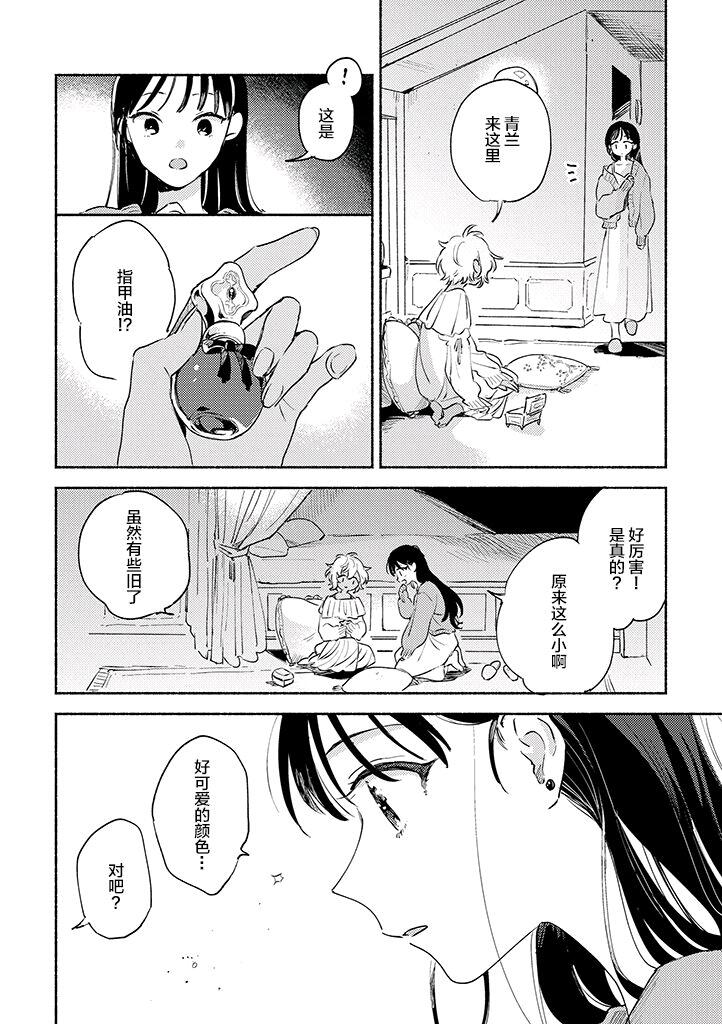 青兰
来这里
！
这是
指甲油！？
好厉害！
是真的？
原来这么小啊
虽然有些旧了
好可爱的颜色…
对吧？